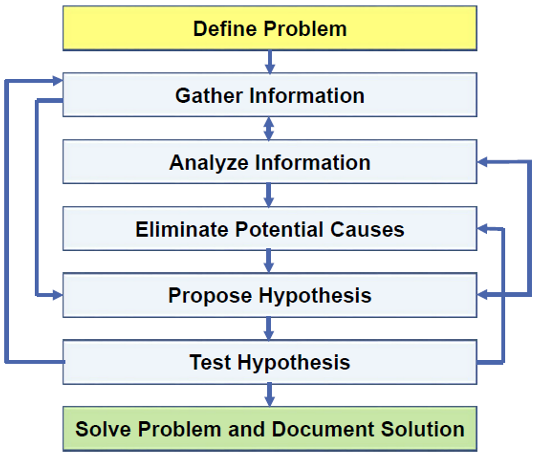 Define Problem
Gather Information
Analyze Information
Eliminate Potential Causes
Propose Hypothesis
Test Hypothesis
Solve Problem and Document Solution